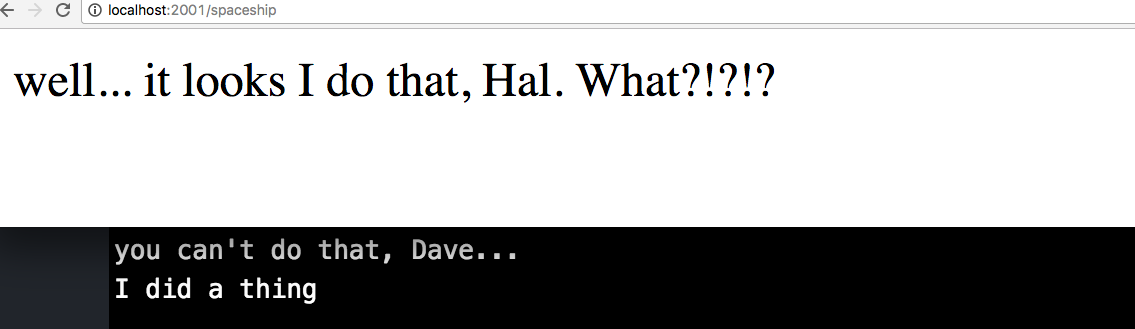 localhost:2001/spaceship
well... it looks I do that, Hal. What?!?!?
you can't do that, Dave...
I did a thing